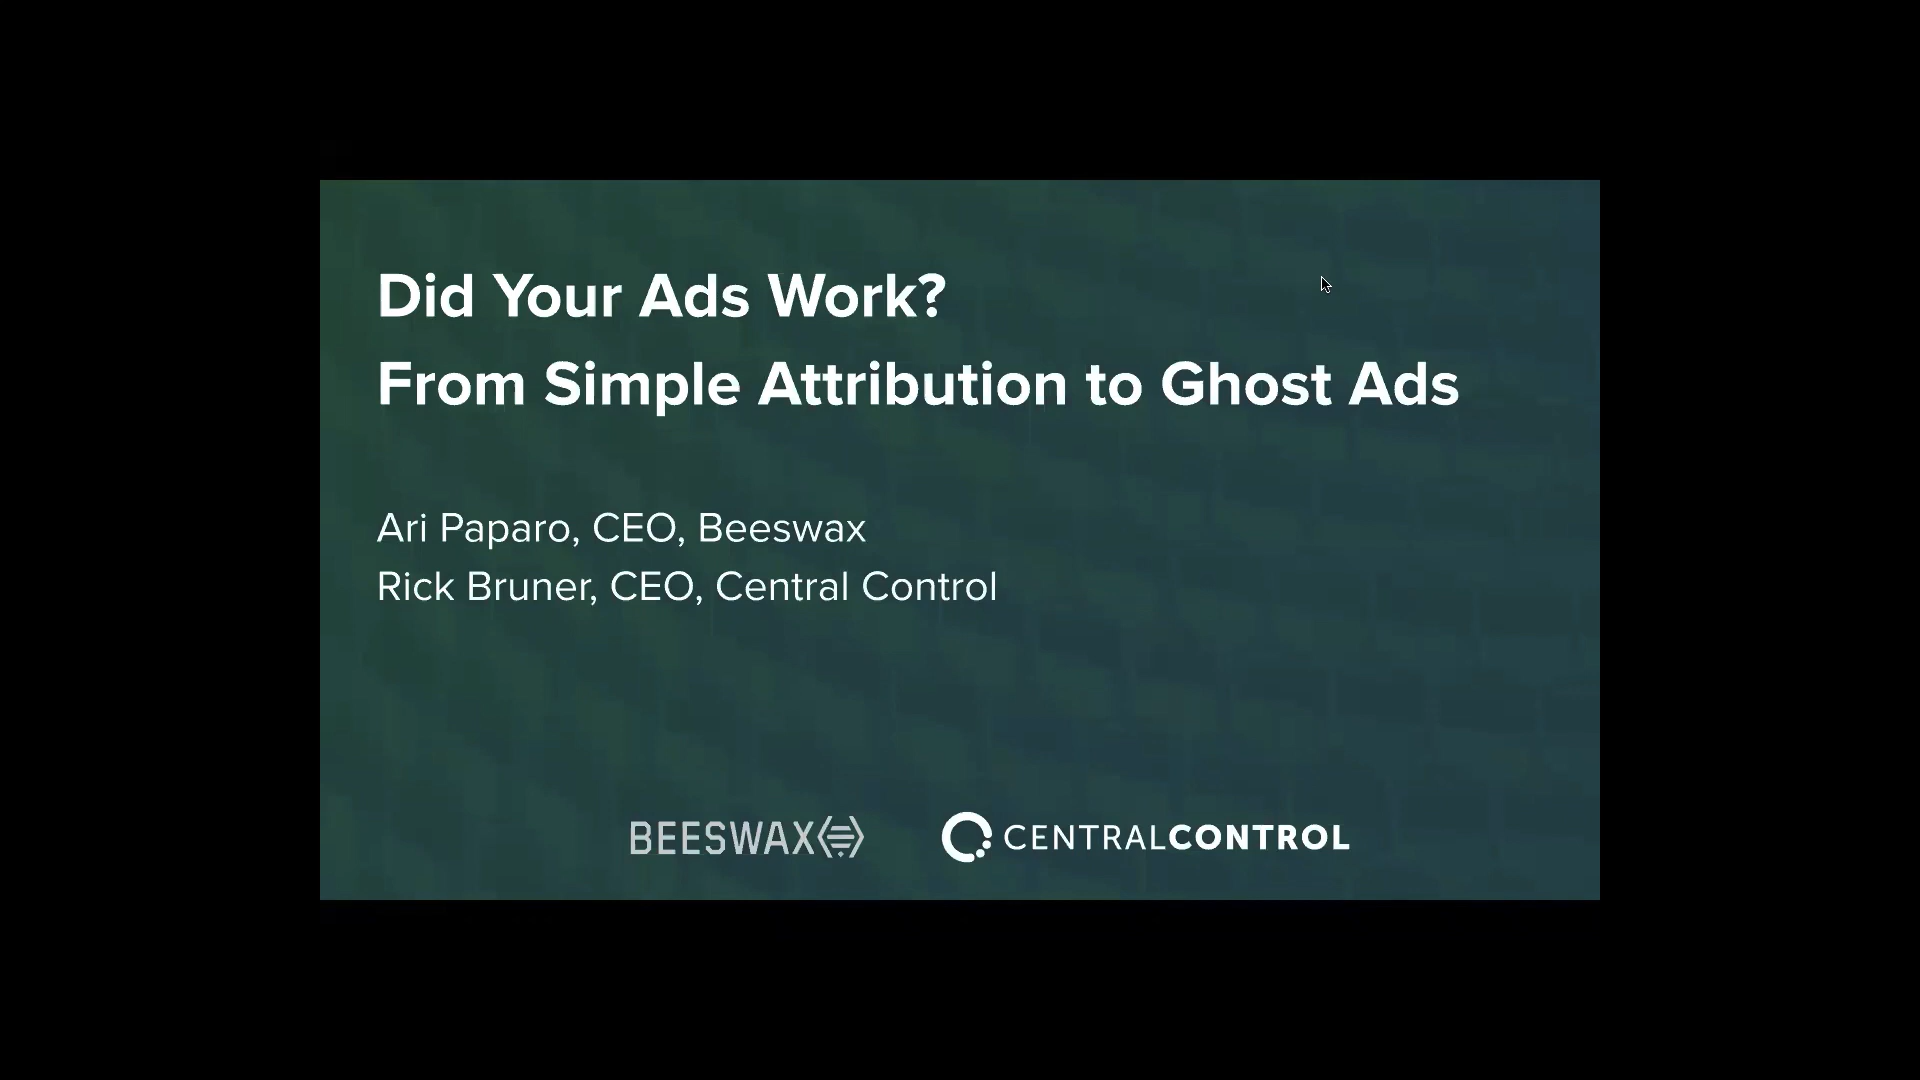 Did Your Ads Work?
From Simple Attribution to Ghost Ads
Ari Paparo, CEO, Beeswax
Rick Bruner, CEO, Central Control
BEESWAX
CENTRALCONTROL